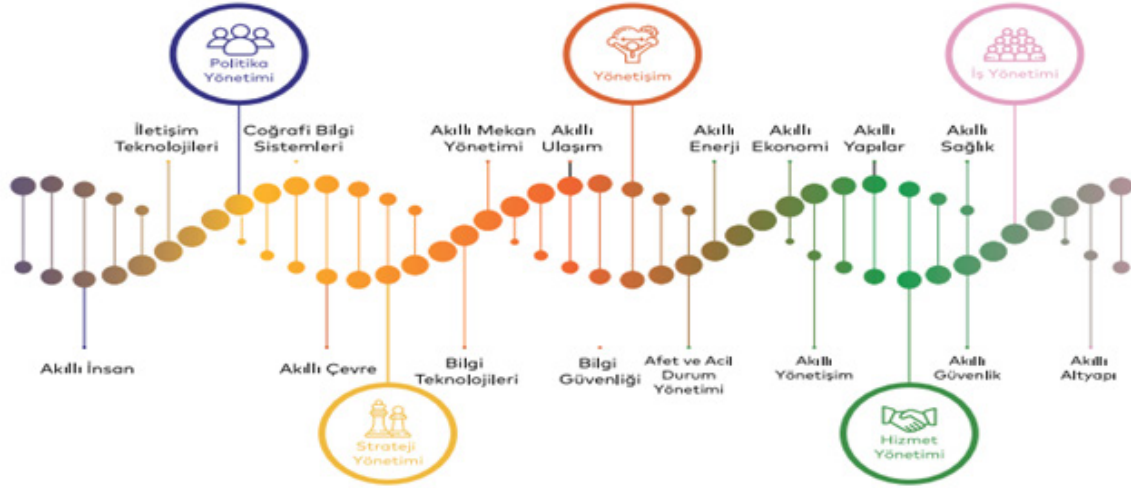 Politika
Yönetimi
Yönetişim
İş Yönetimi
İletişim
Teknolojileri
Coğrafi Bilgi
Sistemleri
Akıllı Mekan
Yönetimi
Akıllı
Ulaşım
Akıllı
Enerji
Akıllı
Ekonomi
Akıllı
Yapılar
Akıllı
Sağlık
Akıllı İnsan
Akıllı Çevre
Bilgi
Teknolojileri
Bilgi
Güvenliği
Afet ve Acil
Durum
Yönetimi
Akıllı
Yönetişim
Akıllı
Güvenlik
Akıllı
Altyapı
Strateji
Yönetimi
Hizmet
Yönetimi